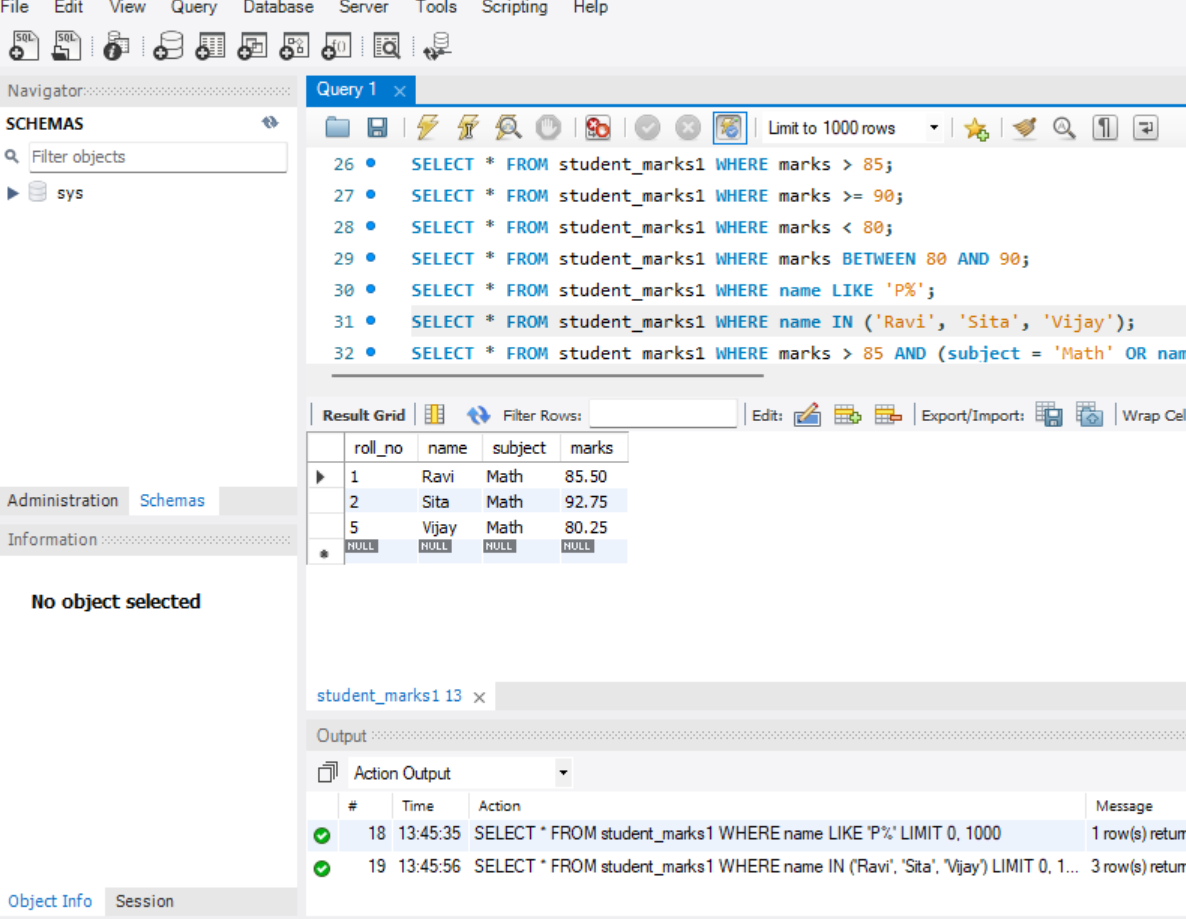 File Edit View Query Database Server Tools Scripting Help
SQL SQL
Navigator
SCHEMAS
Filter objects
sys
Administration Schemas
Information
No object selected
Object Info Session
Query 1
Limit to 1000 rows
26 SELECT * FROM student_marks1 WHERE marks > 85;
27 SELECT * FROM student_marks1 WHERE marks >= 90;
28 SELECT * FROM student_marks1 WHERE marks < 80;
29 SELECT * FROM student_marks1 WHERE marks BETWEEN 80 AND 90;
30 SELECT * FROM student_marks1 WHERE name LIKE 'P%';
31 SELECT * FROM student_marks1 WHERE name IN ('Ravi', 'Sita', 'Vijay');
32 SELECT * FROM student marks1 WHERE marks > 85 AND (subject = 'Math' OR nam
Result Grid Filter Rows: Edit: Export/Import: Wrap Cel
roll_no name subject marks
1 Ravi Math 85.50
2 Sita Math 92.75
5 Vijay Math 80.25
NULL NULL NULL NULL
student_marks1 13
Output
Action Output
# Time Action Message
18 13:45:35 SELECT * FROM student_marks1 WHERE name LIKE 'P%' LIMIT 0, 1000 1 row(s) return
19 13:45:56 SELECT * FROM student_marks1 WHERE name IN ('Ravi', 'Sita', 'Vijay') LIMIT 0, 1... 3 row(s) return